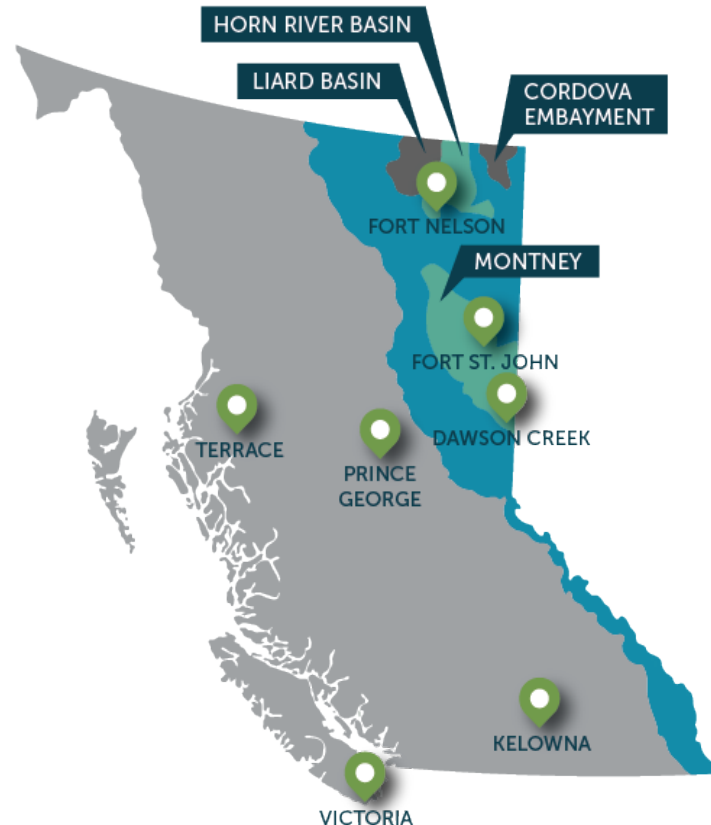 HORN RIVER BASIN
LIARD BASIN
CORDOVA
EMBAYMENT
FORT NELSON
MONTNEY
FORT ST. JOHN
DAWSON CREEK
TERRACE
PRINCE
GEORGE
KELOWNA
VICTORIA